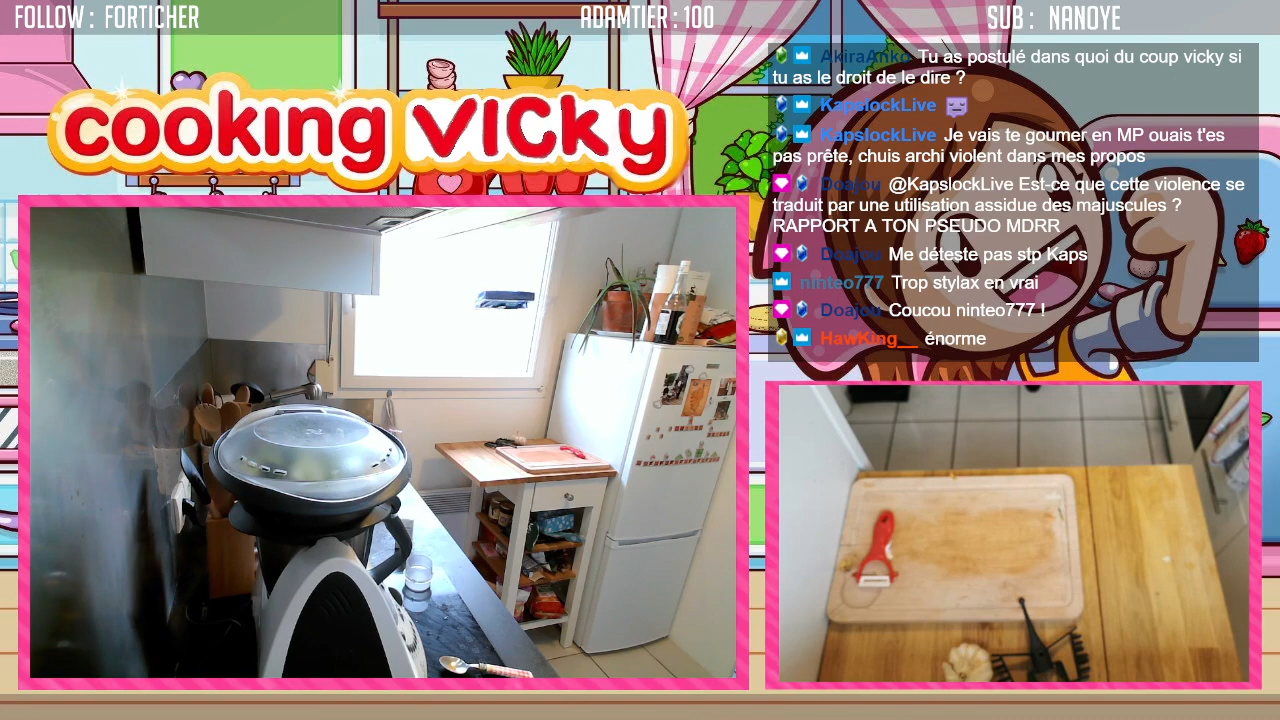 FOLLOW : FORTICHER
ADAMTIER : 100
SUB : NANOYE
cooking VICky
AkiraAnko Tu as postulé dans quoi du coup vicky si
tu as le droit de le dire ?
KapslockLive
KapslockLive Je vais te goumer en MP ouais t'es
pas prête, chuis archi violent dans mes propos
Doajou @KapslockLive Est-ce que cette violence se
traduit par une utilisation assidue des majuscules ?
RAPPORT A TON PSEUDO MDRR
Doajou Me déteste pas stp Kaps
ninteo777 Trop stylax en vrai
Doajou Coucou ninteo777 !
HawKing__ énorme